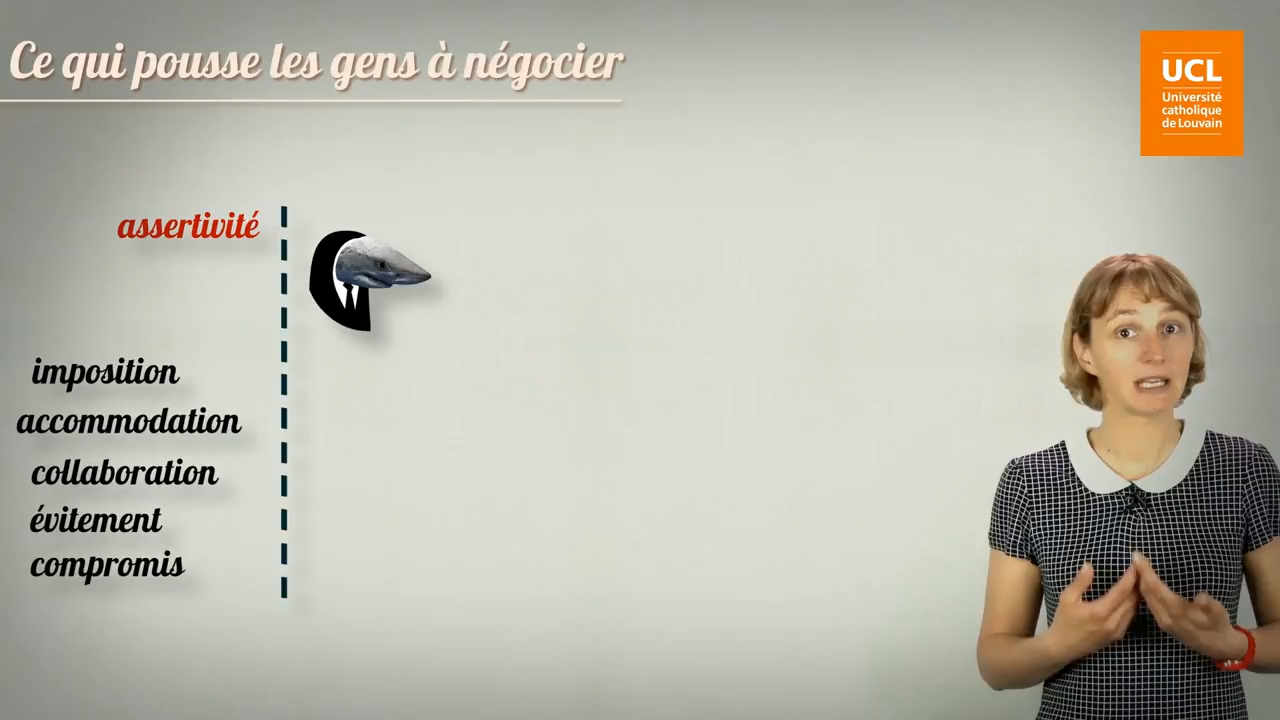 Ce qui pousse les gens à négocier
UCL
Université
catholique
de Louvain
assertivité
imposition
accommodation
collaboration
évitement
compromis